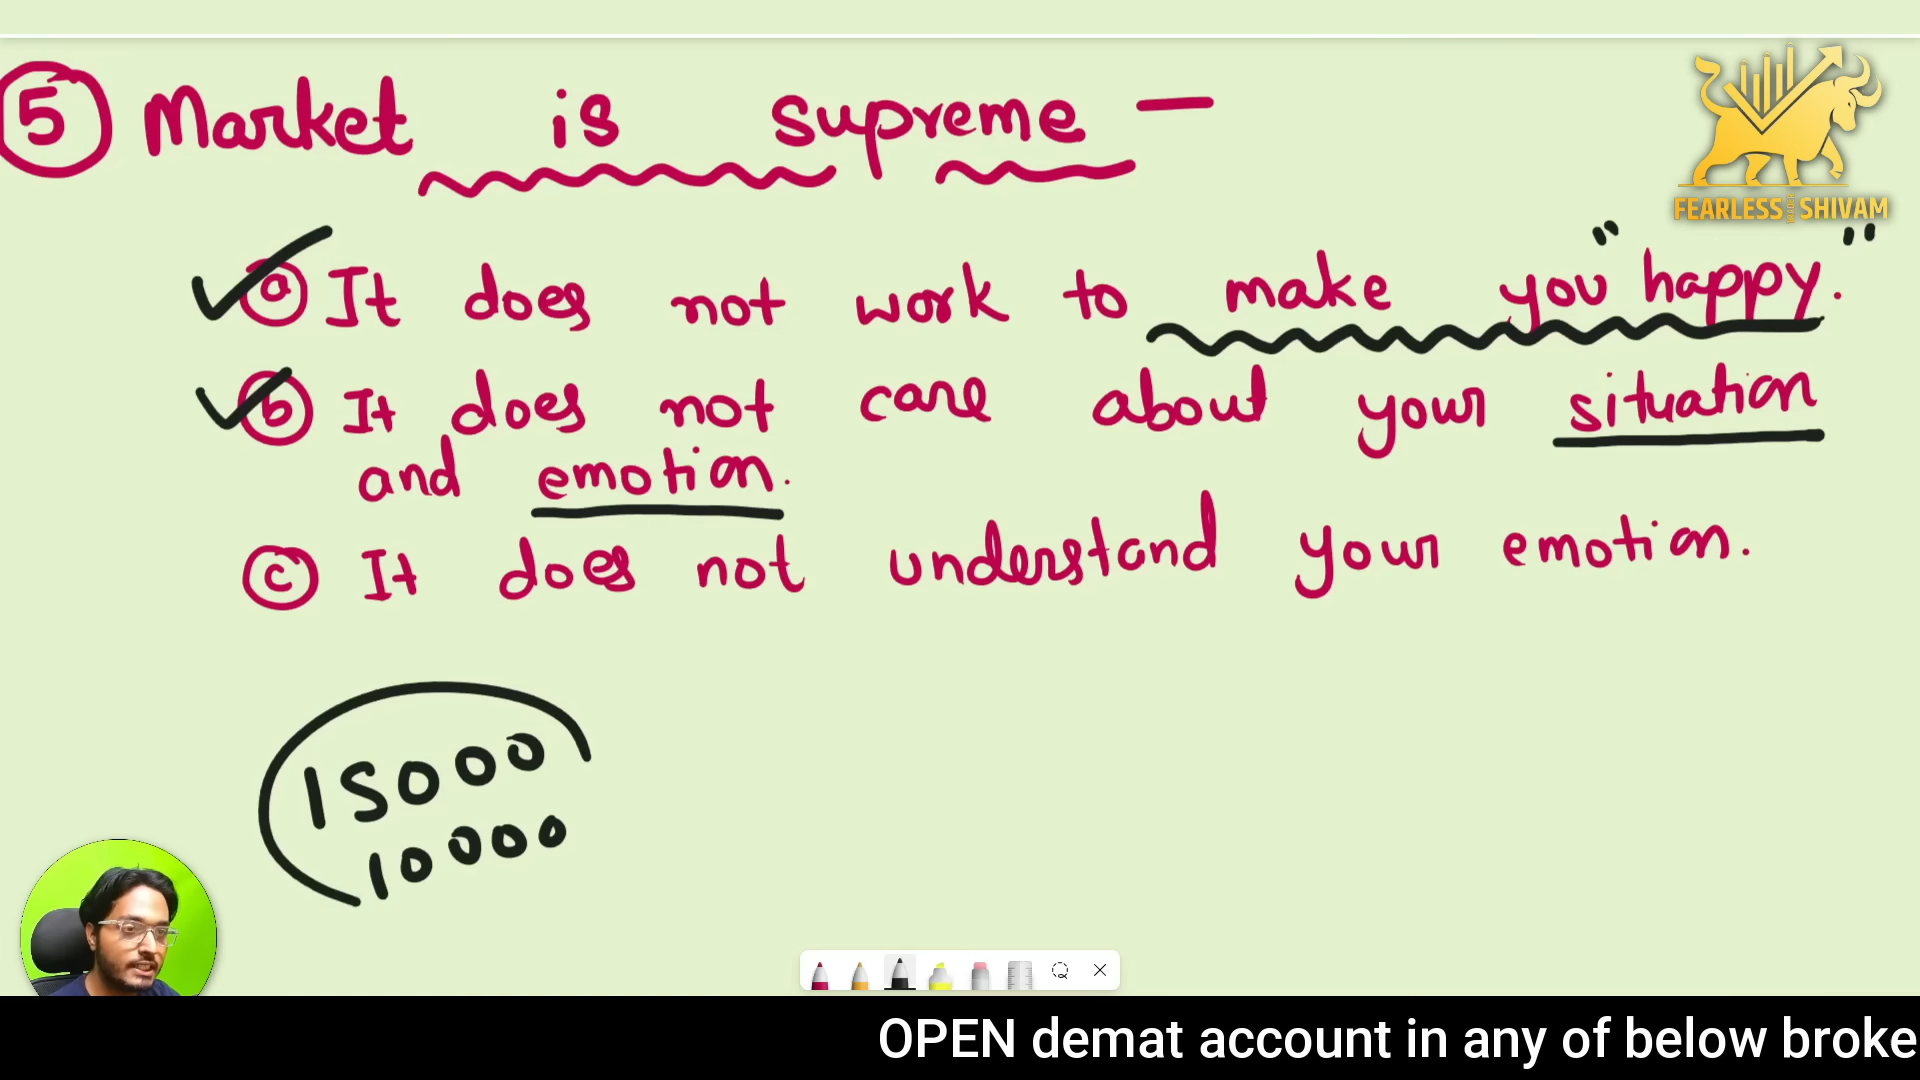 5 Market is supreme -
FEARLESS SHIVAM
a It does not work to make you "happy."
b It does not care about your situation
and emotion.
c It does not understand your emotion.
15000
10000
OPEN demat account in any of below broke